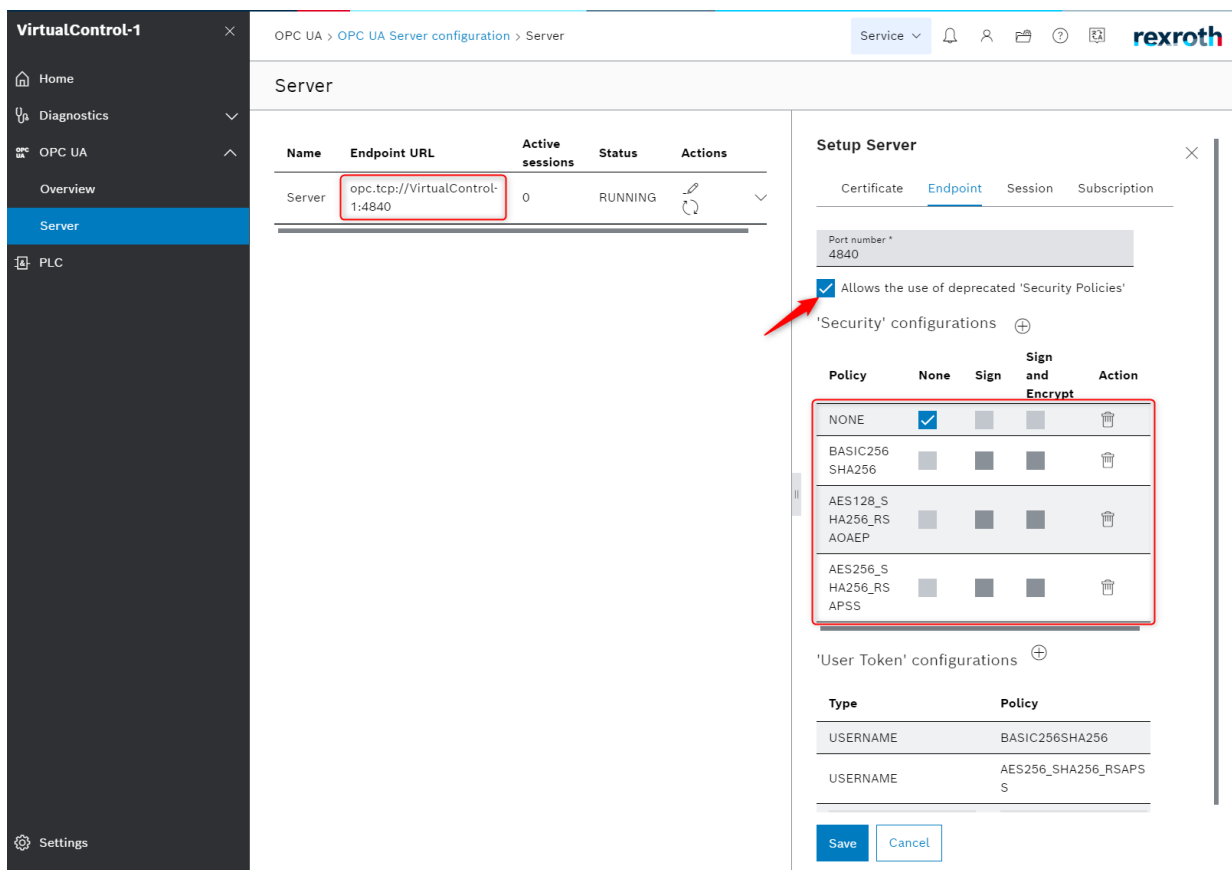 VirtualControl-1
Home
Diagnostics
OPC UA
OPC UA
Overview
Server
PLC
Settings
OPC UA > OPC UA Server configuration > Server
Service
rexroth
Server
Name Endpoint URL Active sessions Status Actions
Server opc.tcp://VirtualControl-
1:4840 0 RUNNING
Setup Server
Certificate Endpoint Session Subscription
Port number *
4840
Allows the use of deprecated 'Security Policies'
'Security' configurations
Policy None Sign Sign and Encrypt Action
NONE
BASIC256
SHA256
AES128_S
HA256_RS
AOAEP
AES256_S
HA256_RS
APSS
'User Token' configurations
Type Policy
USERNAME BASIC256SHA256
USERNAME AES256_SHA256_RSAPS
S
Save Cancel